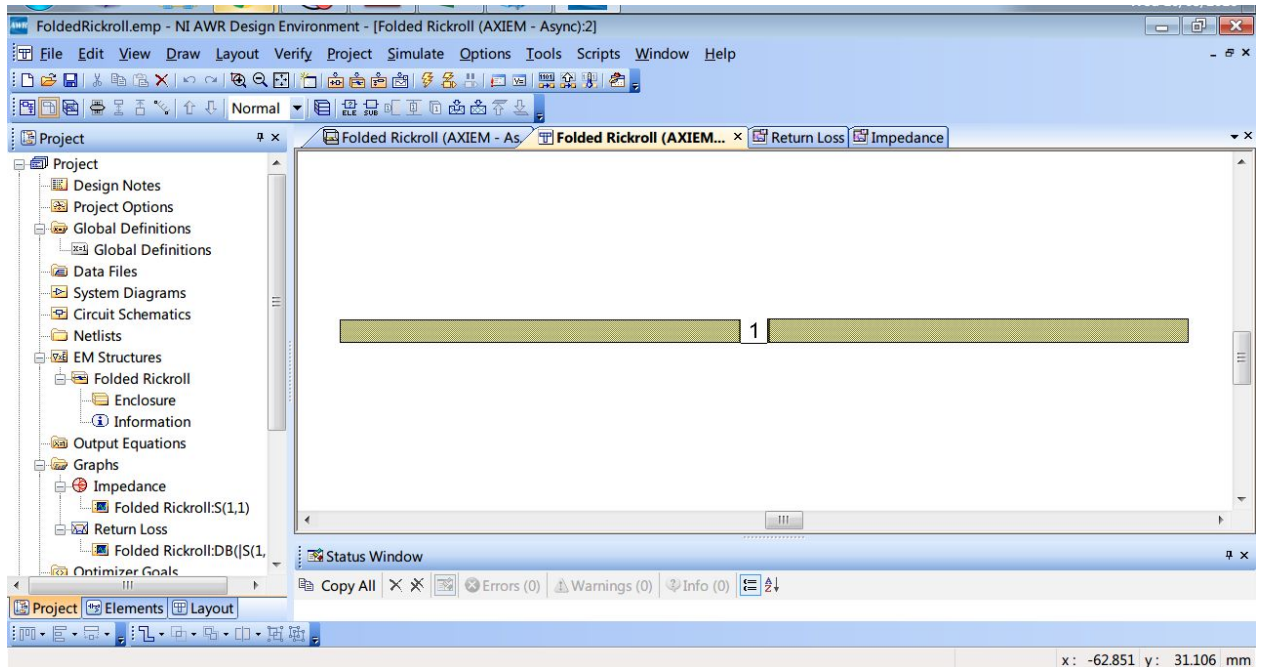 FoldedRickroll.emp - NI AWR Design Environment - [Folded Rickroll (AXIEM - Async):2]
File Edit View Draw Layout Verify Project Simulate Options Tools Scripts Window Help
Normal
Project
Folded Rickroll (AXIEM - As
Folded Rickroll (AXIEM...
Return Loss
Impedance
Project
Design Notes
Project Options
Global Definitions
Global Definitions
Data Files
System Diagrams
Circuit Schematics
Netlists
EM Structures
Folded Rickroll
Enclosure
Information
Output Equations
Graphs
Impedance
Folded Rickroll:S(1,1)
Return Loss
Folded Rickroll:DB(|S(1,
Optimizer Goals
1
Status Window
Copy All Errors (0) Warnings (0) Info (0)
Project Elements Layout
x: -62.851 y: 31.106 mm